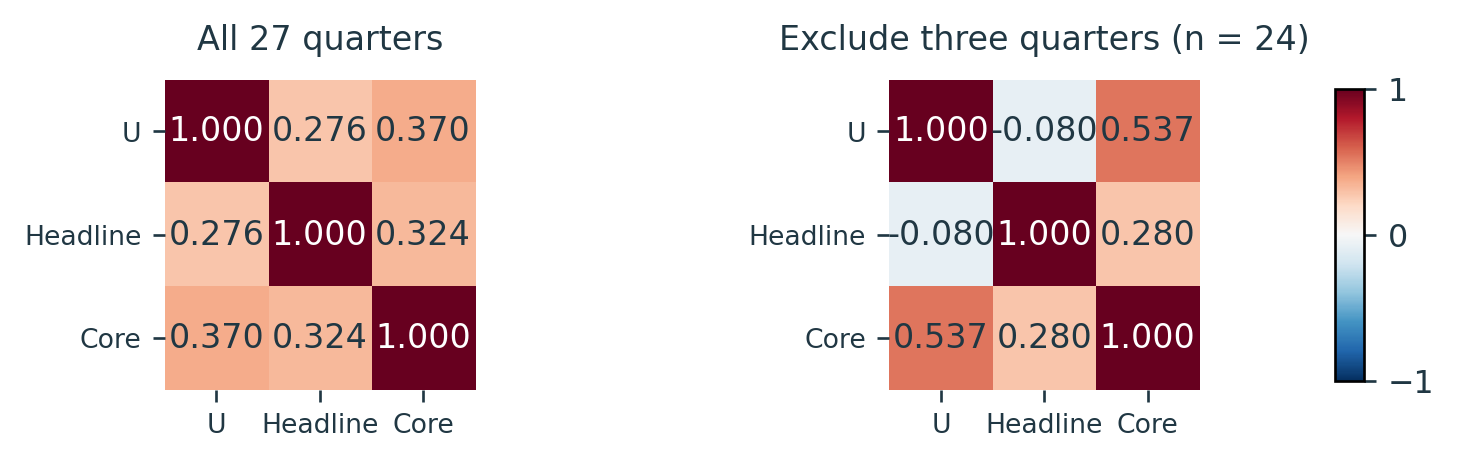 All 27 quarters
U 1.000 0.276 0.370
Headline 0.276 1.000 0.324
Core 0.370 0.324 1.000
U Headline Core
Exclude three quarters (n = 24)
U 1.000 -0.080 0.537
Headline -0.080 1.000 0.280
Core 0.537 0.280 1.000
U Headline Core
1
0
−1